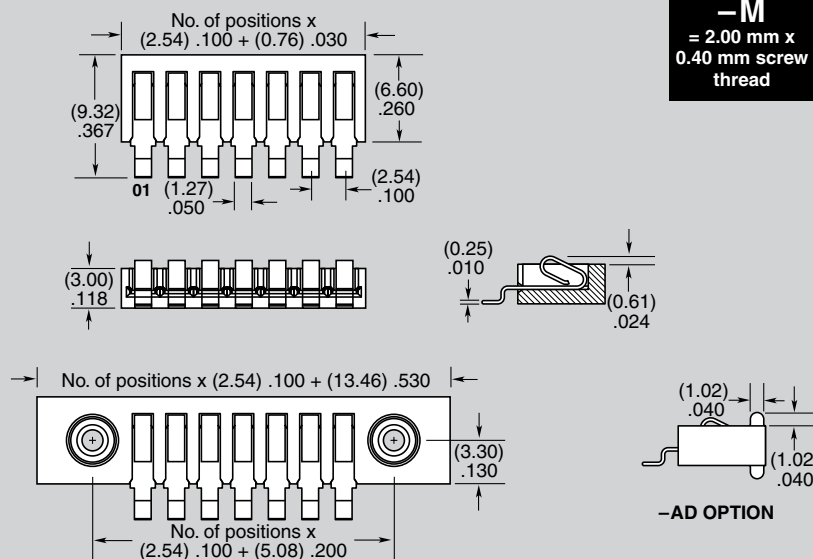 No. of positions x
(2.54) .100 + (0.76) .030
–M
= 2.00 mm x
0.40 mm screw
thread
(9.32)
.367
(6.60)
.260
01
(1.27)
.050
(2.54)
.100
(3.00)
.118
(0.25)
.010
(0.61)
.024
No. of positions x (2.54) .100 + (13.46) .530
(3.30)
.130
No. of positions x
(2.54) .100 + (5.08) .200
(1.02)
.040
(1.02
.040
–AD OPTION